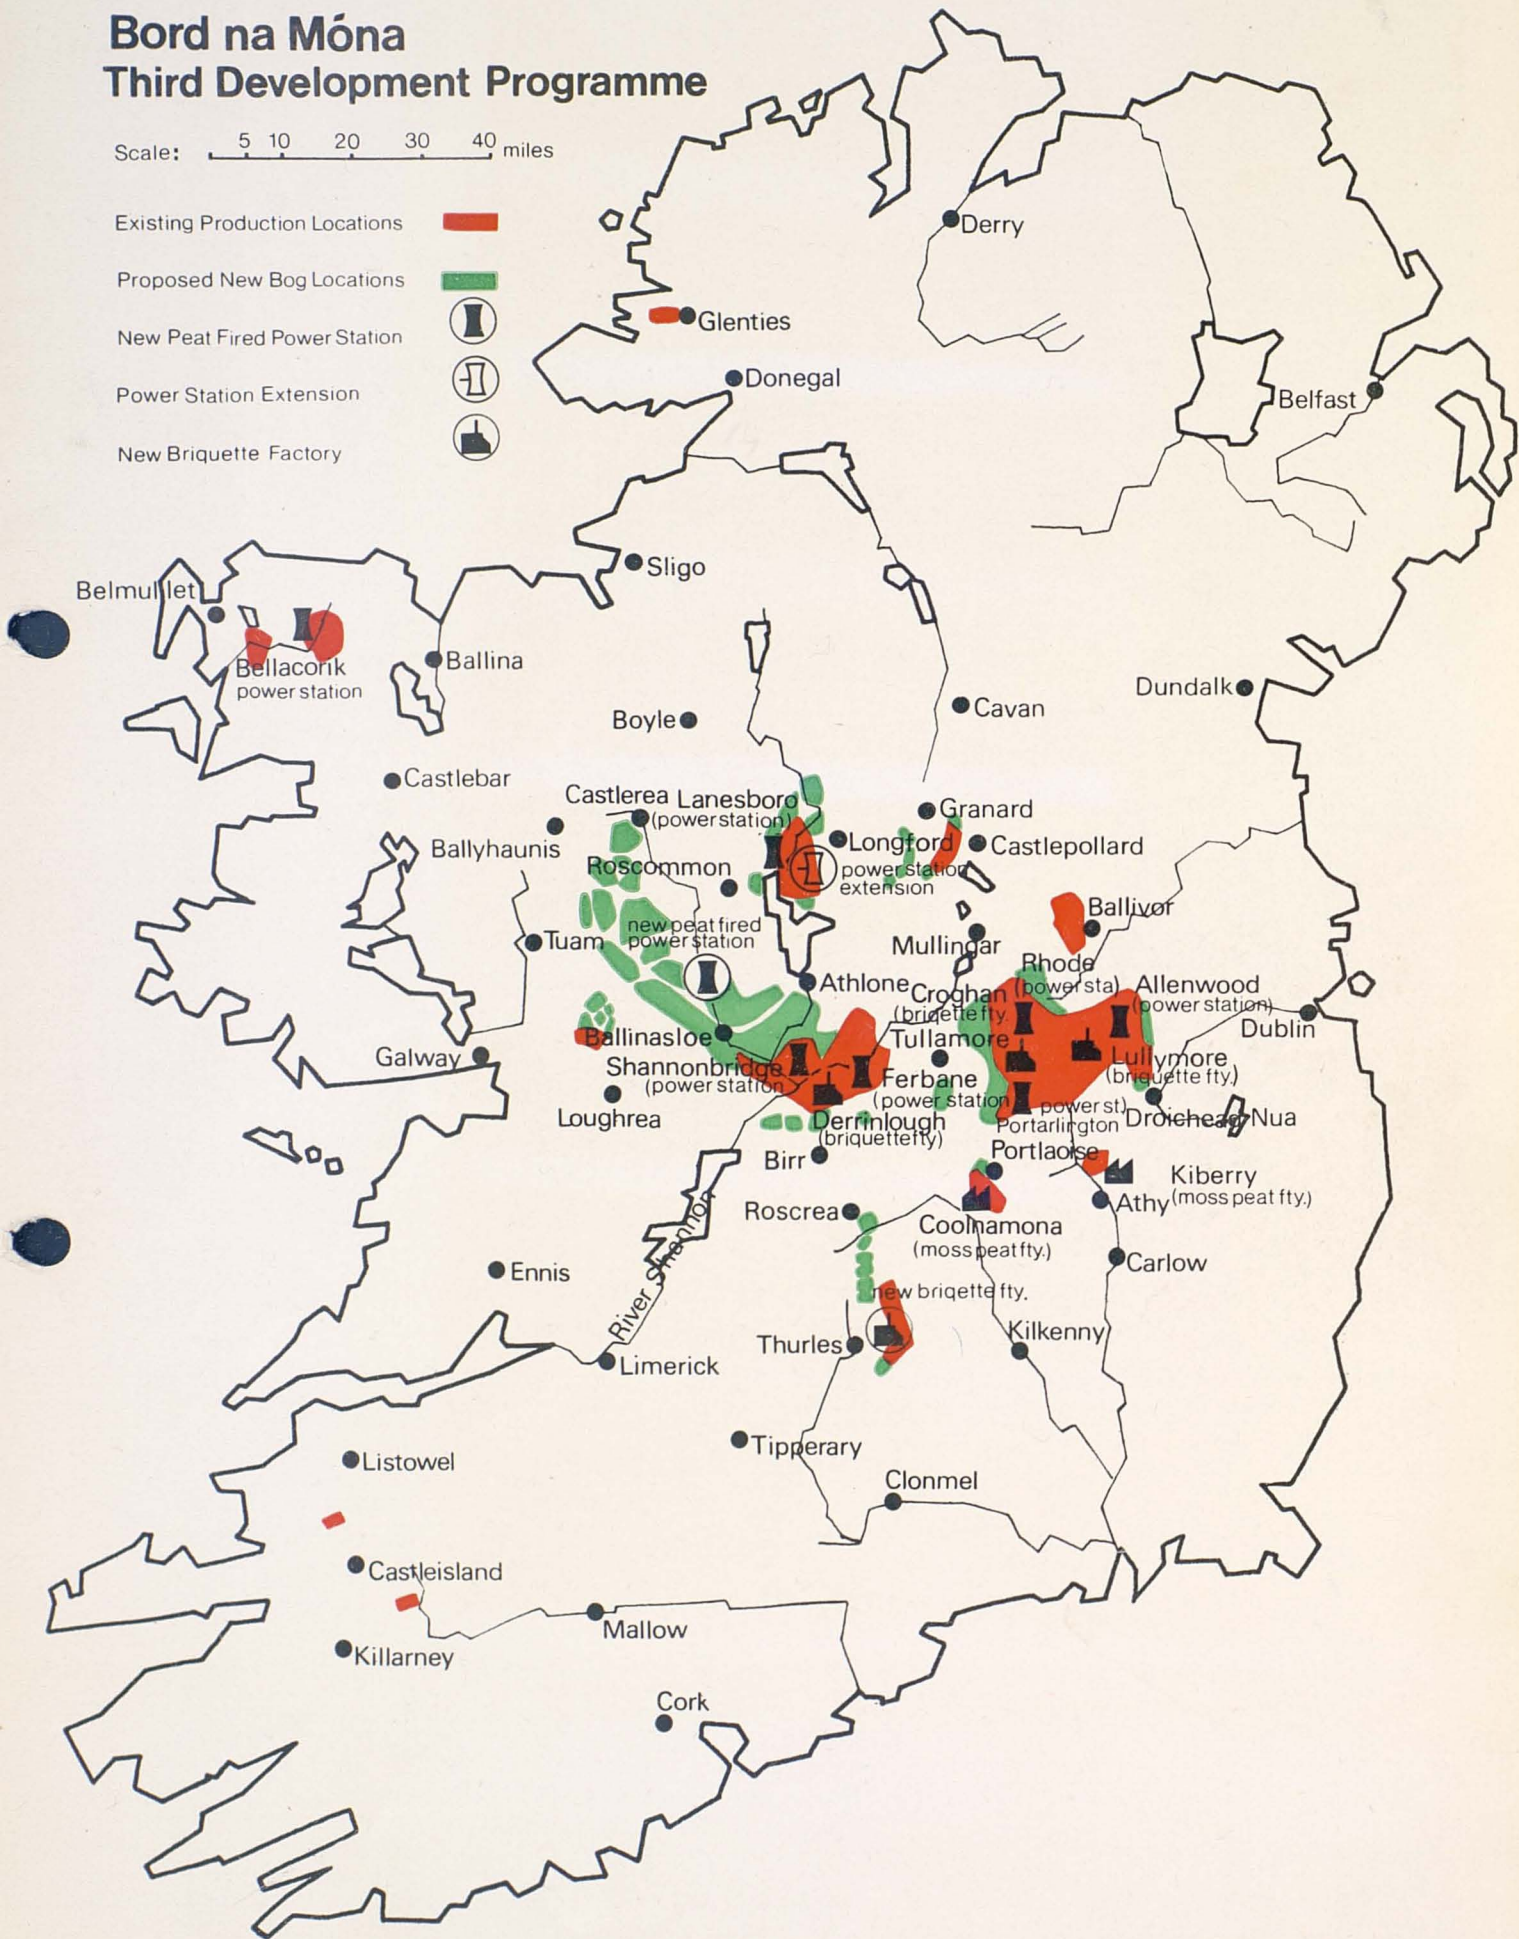 Bord na Móna
Third Development Programme
Scale: 5 10 20 30 40 miles
Existing Production Locations
Proposed New Bog Locations
New Peat Fired Power Station
Power Station Extension
New Briquette Factory
Derry
Glenties
Donegal
Belfast
Sligo
Belmullet
Bellacorik
power station
Ballina
Dundalk
Cavan
Boyle
Castlebar
Castlerea
Lanesboro
(powerstation)
Granard
Longford
Castlepollard
Ballyhaunis
Roscommon
power station
extension
Ballivor
new peat fired
power station
Tuam
Mullingar
Rhode
(power sta)
Athlone
Croghan
(briqette fty.
Allenwood
(power station)
Dublin
Ballinasloe
Tullamore
Galway
Shannonbridge
(power station
Lullymore
(briquette fty.)
Ferbane
(power station
Loughrea
Derrinlough
(briquettefty)
power st)
Portarlington
Droichead Nua
Birr
Portlaoise
Kiberry
(moss peat fty.)
Athy
Roscrea
Coolnamona
(moss peat fty.)
Carlow
Ennis
River Shannon
new briqette fty.
Thurles
Kilkenny
Limerick
Tipperary
Listowel
Clonmel
Castleisland
Mallow
Killarney
Cork